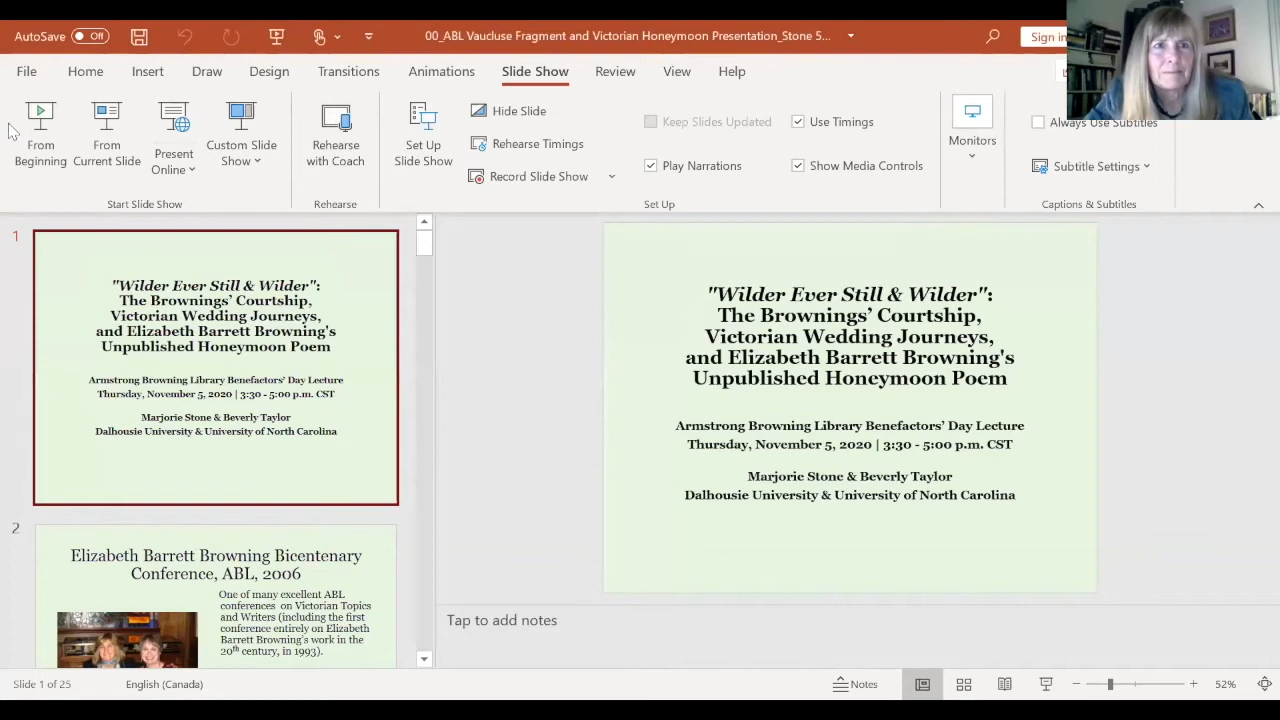 AutoSave Off
00_ABL Vaucluse Fragment and Victorian Honeymoon Presentation_Stone 5...
Sign in
File Home Insert Draw Design Transitions Animations Slide Show Review View Help
From Beginning
From Current Slide
Present Online
Custom Slide Show
Start Slide Show
Rehearse with Coach
Rehearse
Set Up Slide Show
Hide Slide
Rehearse Timings
Record Slide Show
Keep Slides Updated
Use Timings
Play Narrations
Show Media Controls
Set Up
Monitors
Always Use Subtitles
Subtitle Settings
Captions & Subtitles
1
"Wilder Ever Still & Wilder":
The Brownings’ Courtship,
Victorian Wedding Journeys,
and Elizabeth Barrett Browning's
Unpublished Honeymoon Poem
Armstrong Browning Library Benefactors’ Day Lecture
Thursday, November 5, 2020 | 3:30 - 5:00 p.m. CST
Marjorie Stone & Beverly Taylor
Dalhousie University & University of North Carolina
2
Elizabeth Barrett Browning Bicentenary
Conference, ABL, 2006
One of many excellent ABL
conferences on Victorian Topics
and Writers (including the first
conference entirely on Elizabeth
Barrett Browning's work in the
20th century, in 1993).
"Wilder Ever Still & Wilder":
The Brownings’ Courtship,
Victorian Wedding Journeys,
and Elizabeth Barrett Browning's
Unpublished Honeymoon Poem
Armstrong Browning Library Benefactors’ Day Lecture
Thursday, November 5, 2020 | 3:30 - 5:00 p.m. CST
Marjorie Stone & Beverly Taylor
Dalhousie University & University of North Carolina
Tap to add notes
Slide 1 of 25 English (Canada) Notes 52%